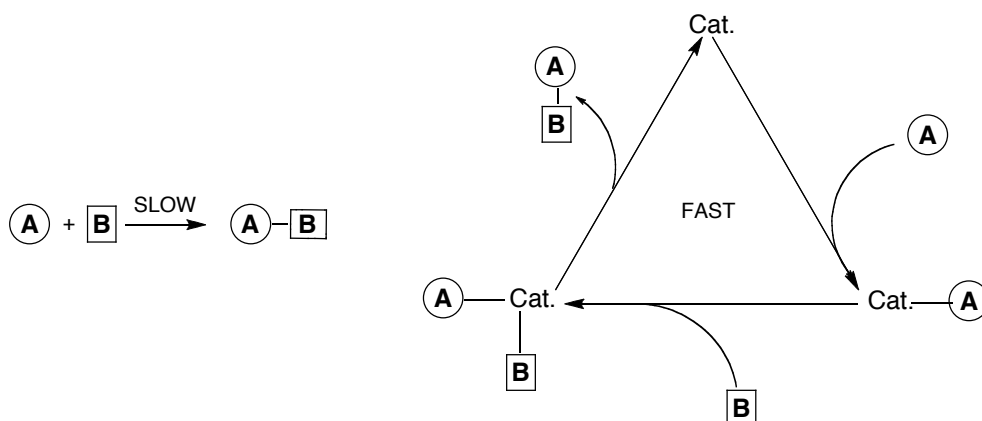 A + B SLOW A B
Cat.
A
B
A
FAST
A Cat.
B
Cat. A
B